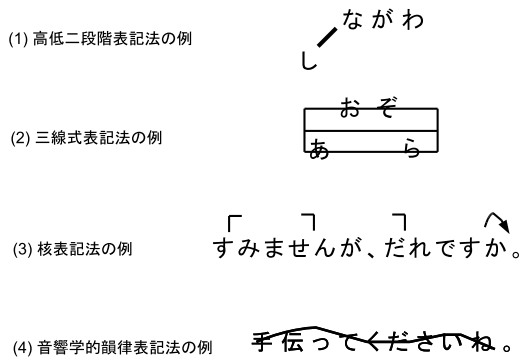 (1) 高低二段階表記法の例
ながわ
し
(2) 三線式表記法の例
おぞ
あら
(3) 核表記法の例
すみませんが、だれですか。
(4) 音響学的韻律表記法の例
手伝ってくださいね。